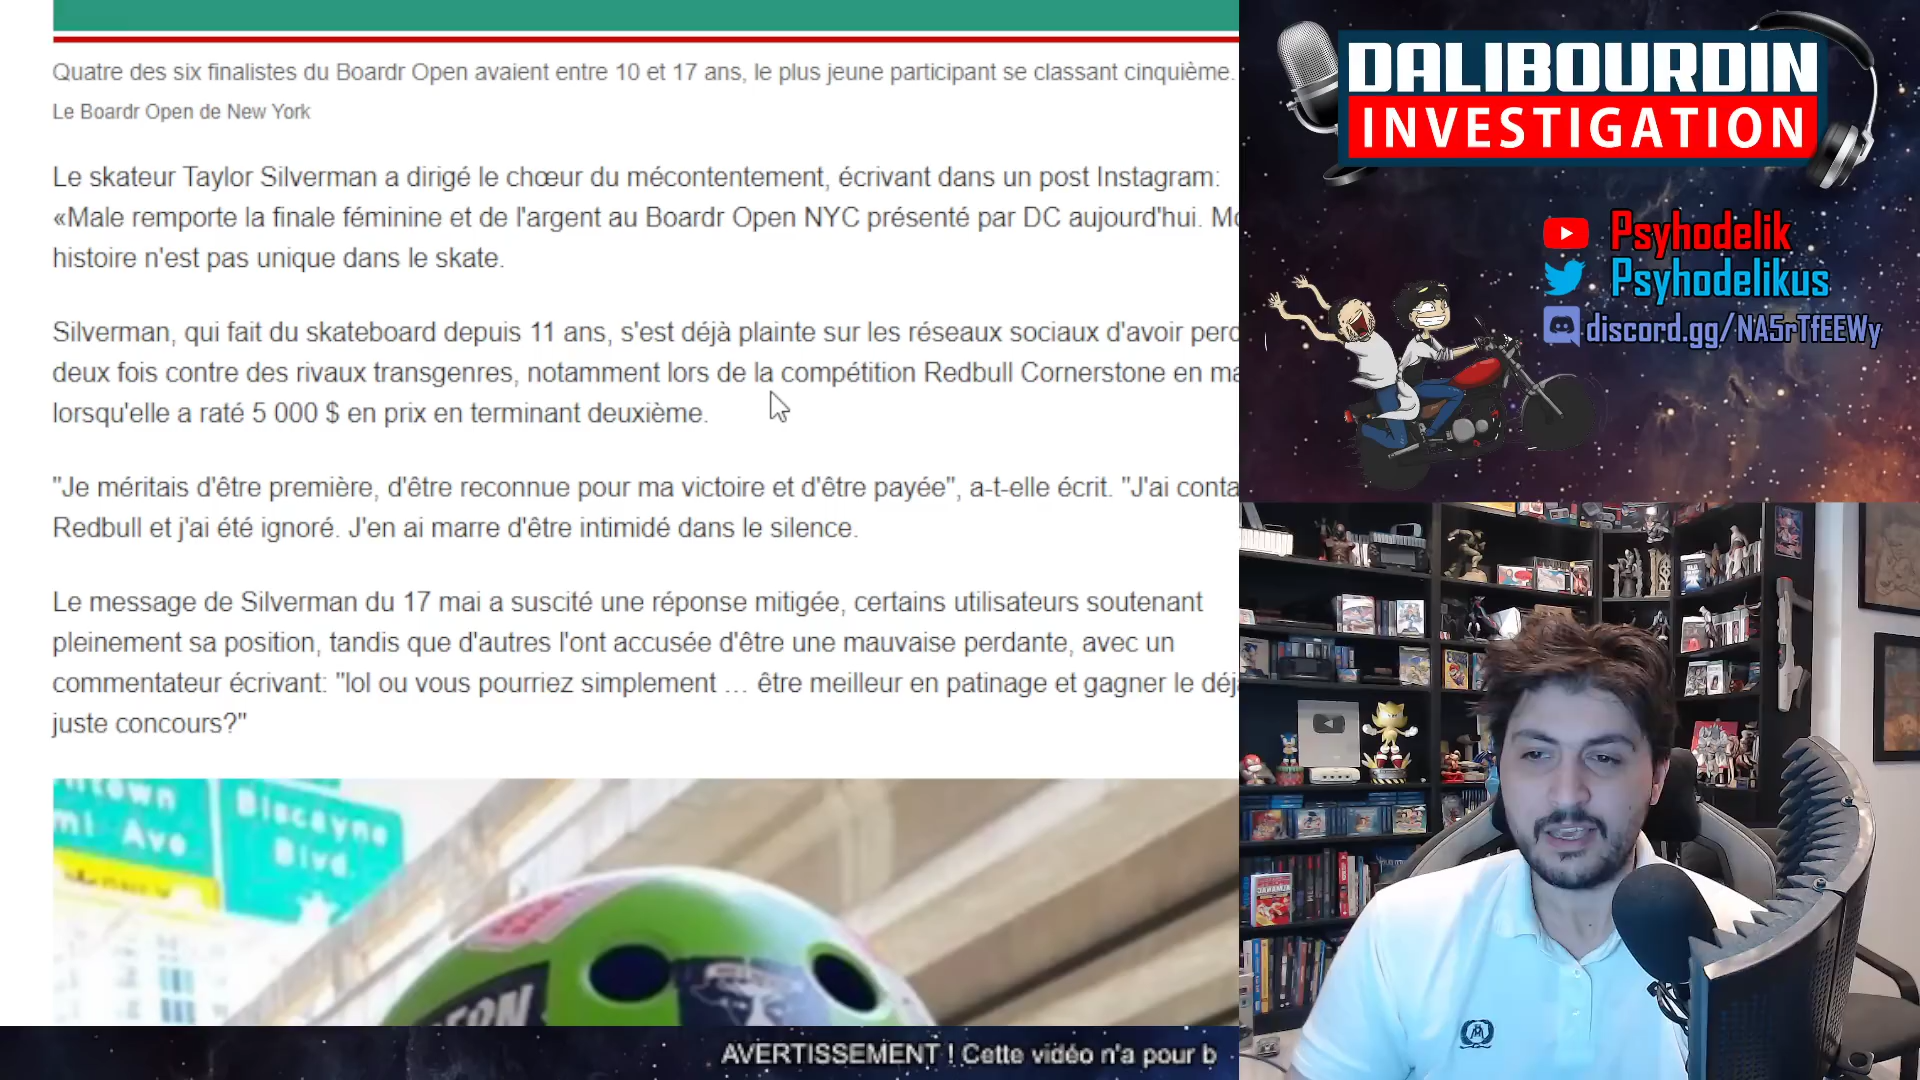 Quatre des six finalistes du Boardr Open avaient entre 10 et 17 ans, le plus jeune participant se classant cinquième.
Le Boardr Open de New York
Le skateur Taylor Silverman a dirigé le chœur du mécontentement, écrivant dans un post Instagram:
«Male remporte la finale féminine et de l'argent au Boardr Open NYC présenté par DC aujourd'hui.
histoire n'est pas unique dans le skate.
Silverman, qui fait du skateboard depuis 11 ans, s'est déjà plainte sur les réseaux sociaux d'avoir
deux fois contre des rivaux transgenres, notamment lors de la compétition Redbull Cornerstone en
lorsqu'elle a raté 5 000 $ en prix en terminant deuxième.
"Je méritais d'être première, d'être reconnue pour ma victoire et d'être payée", a-t-elle écrit. "J'ai
Redbull et j'ai été ignoré. J'en ai marre d'être intimidé dans le silence.
Le message de Silverman du 17 mai a suscité une réponse mitigée, certains utilisateurs soutenant
pleinement sa position, tandis que d'autres l'ont accusée d'être une mauvaise perdante, avec un
commentateur écrivant: "lol ou vous pourriez simplement … être meilleur en patinage et gagner le
juste concours?"
Ave
Biscayne
Blvd.
AVERTISSEMENT ! Cette vidéo n'a pour b
DALIBOURDIN
INVESTIGATION
Psyhodelik
Psyhodelikus
discord.gg/NA5rTfEEWy